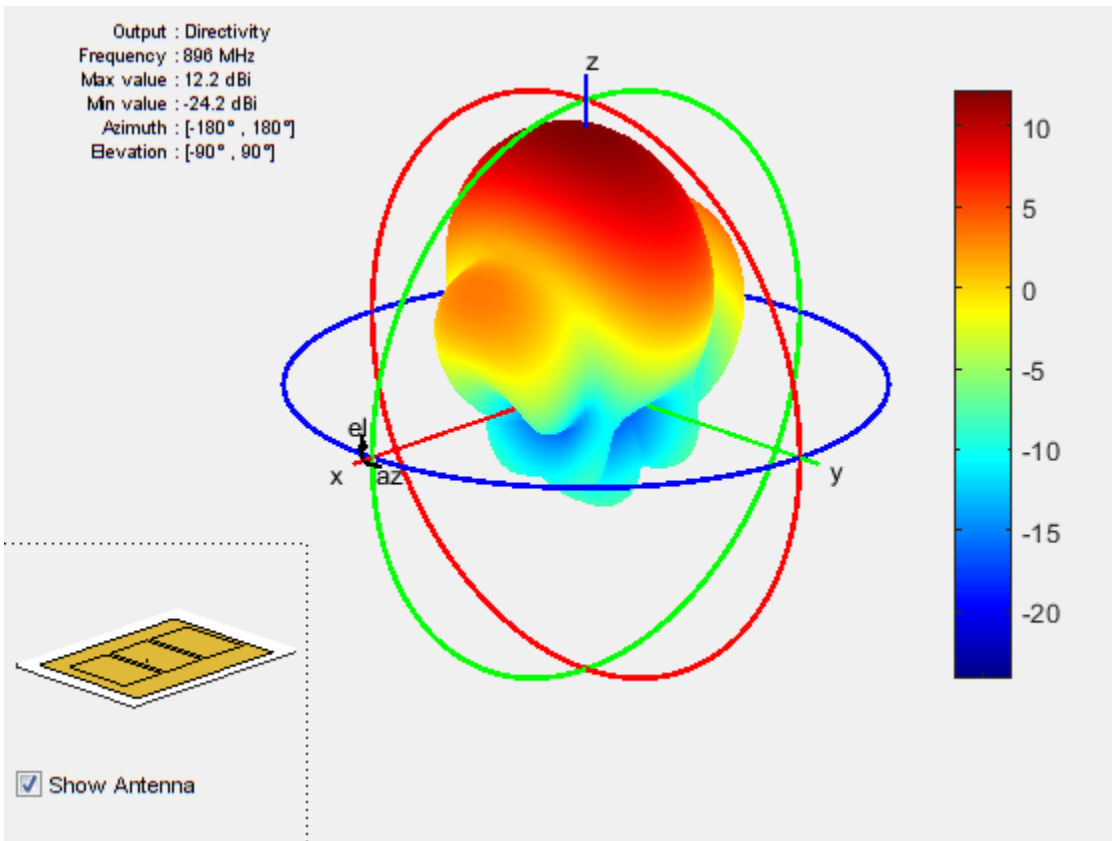 Output : Directivity
Frequency : 896 MHz
Max value : 12.2 dBi
Min value : -24.2 dBi
Azimuth : [-180° , 180°]
Elevation : [-90° , 90°]
z
10
5
0
-5
el
-10
x
az
y
-15
-20
Show Antenna